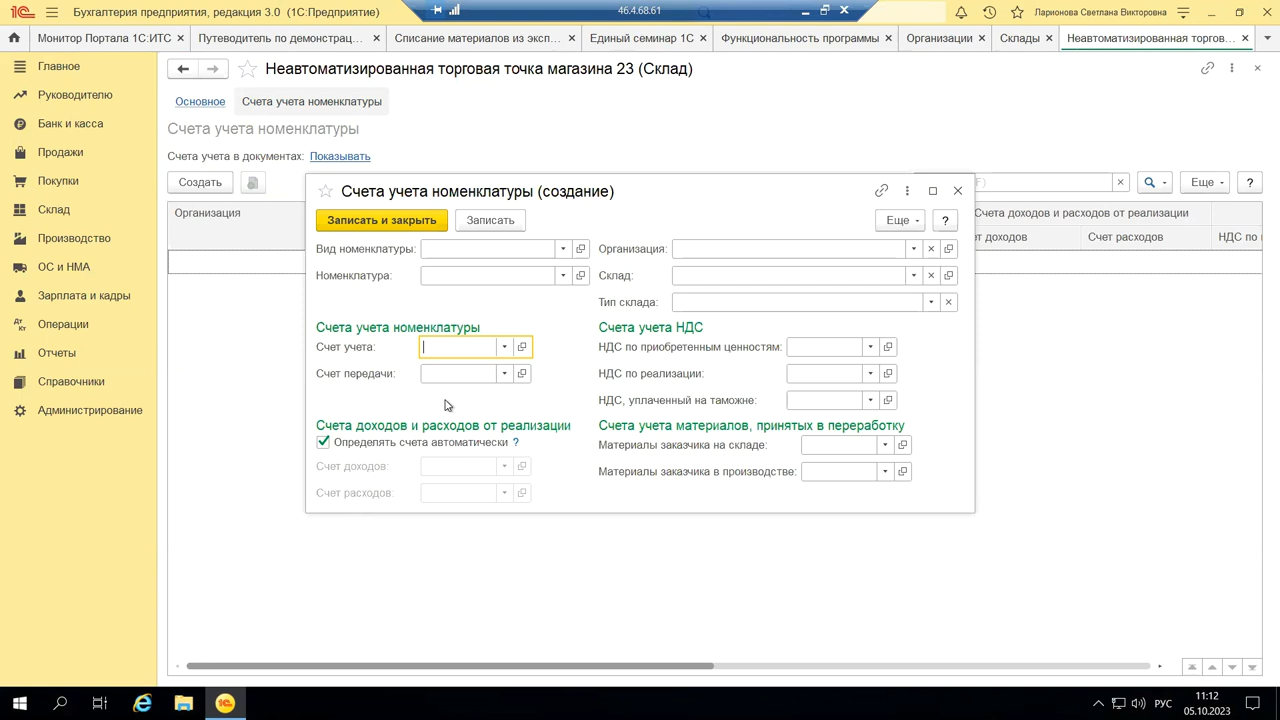 Бухгалтерия предприятия, редакция 3.0 (1С:Предприятие)
46.4.68.61
Ларионова Светлана Викторовна
Монитор Портала 1С:ИТС
Путеводитель по демонстрац...
Списание материалов из эксп...
Единый семинар 1С
Функциональность программы
Организации
Склады
Неавтоматизированная торгов...
Главное
Руководителю
Банк и касса
Продажи
Покупки
Склад
Производство
ОС и НМА
Зарплата и кадры
Операции
Отчеты
Справочники
Администрирование
Неавтоматизированная торговая точка магазина 23 (Склад)
Основное
Счета учета номенклатуры
Счета учета номенклатуры
Счета учета в документах: Показывать
Создать
F)
Еще
?
Организация
Счета доходов и расходов от реализации
ет доходов
Счет расходов
НДС по
Счета учета номенклатуры (создание)
Записать и закрыть
Записать
Еще
?
Вид номенклатуры:
Организация:
Номенклатура:
Склад:
Тип склада:
Счета учета номенклатуры
Счета учета НДС
Счет учета:
НДС по приобретенным ценностям:
Счет передачи:
НДС по реализации:
НДС, уплаченный на таможне:
Счета доходов и расходов от реализации
Счета учета материалов, принятых в переработку
Определять счета автоматически ?
Материалы заказчика на складе:
Счет доходов:
Материалы заказчика в производстве:
Счет расходов:
РУС
11:12
05.10.2023